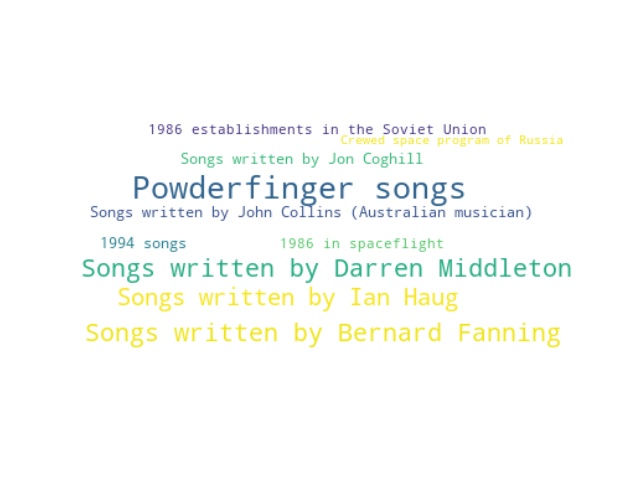 1986 establishments in the Soviet Union
Crewed space program of Russia
Songs written by Jon Coghill
Powderfinger songs
Songs written by John Collins (Australian musician)
1994 songs
1986 in spaceflight
Songs written by Darren Middleton
Songs written by Ian Haug
Songs written by Bernard Fanning